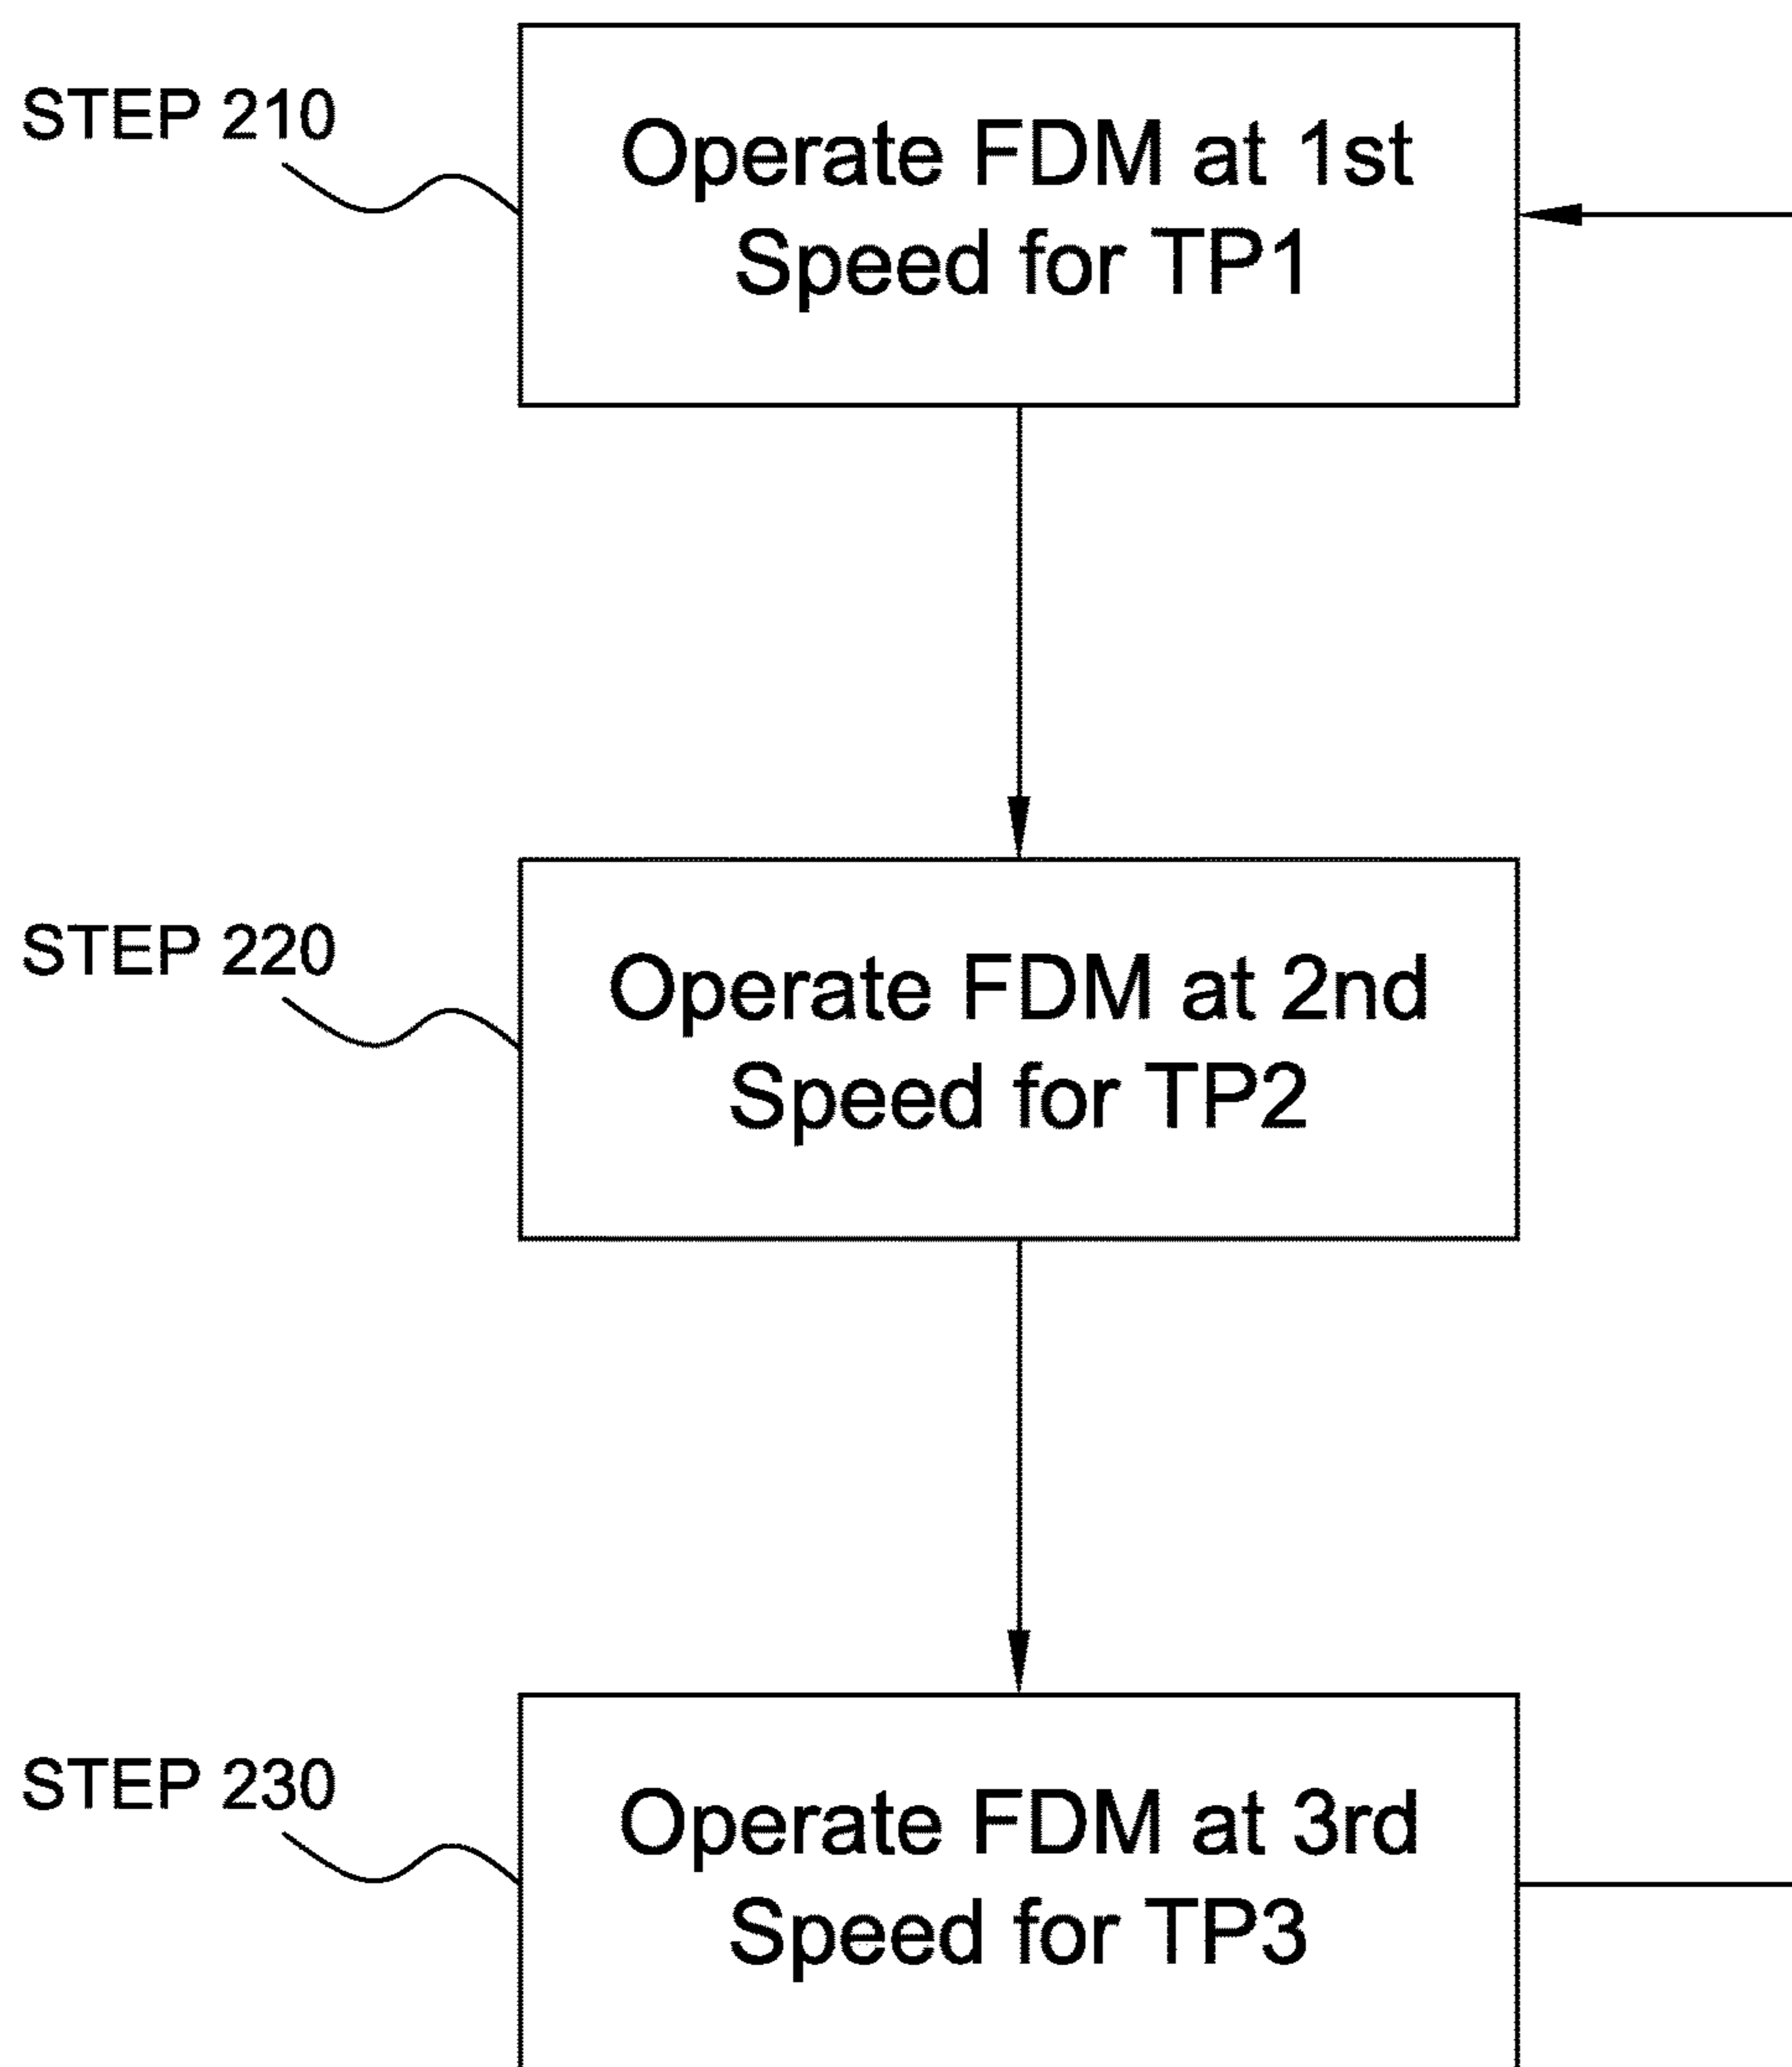 STEP 210
Operate FDM at 1st
Speed for TP1
STEP 220
Operate FDM at 2nd
Speed for TP2
STEP 230
Operate FDM at 3rd
Speed for TP3